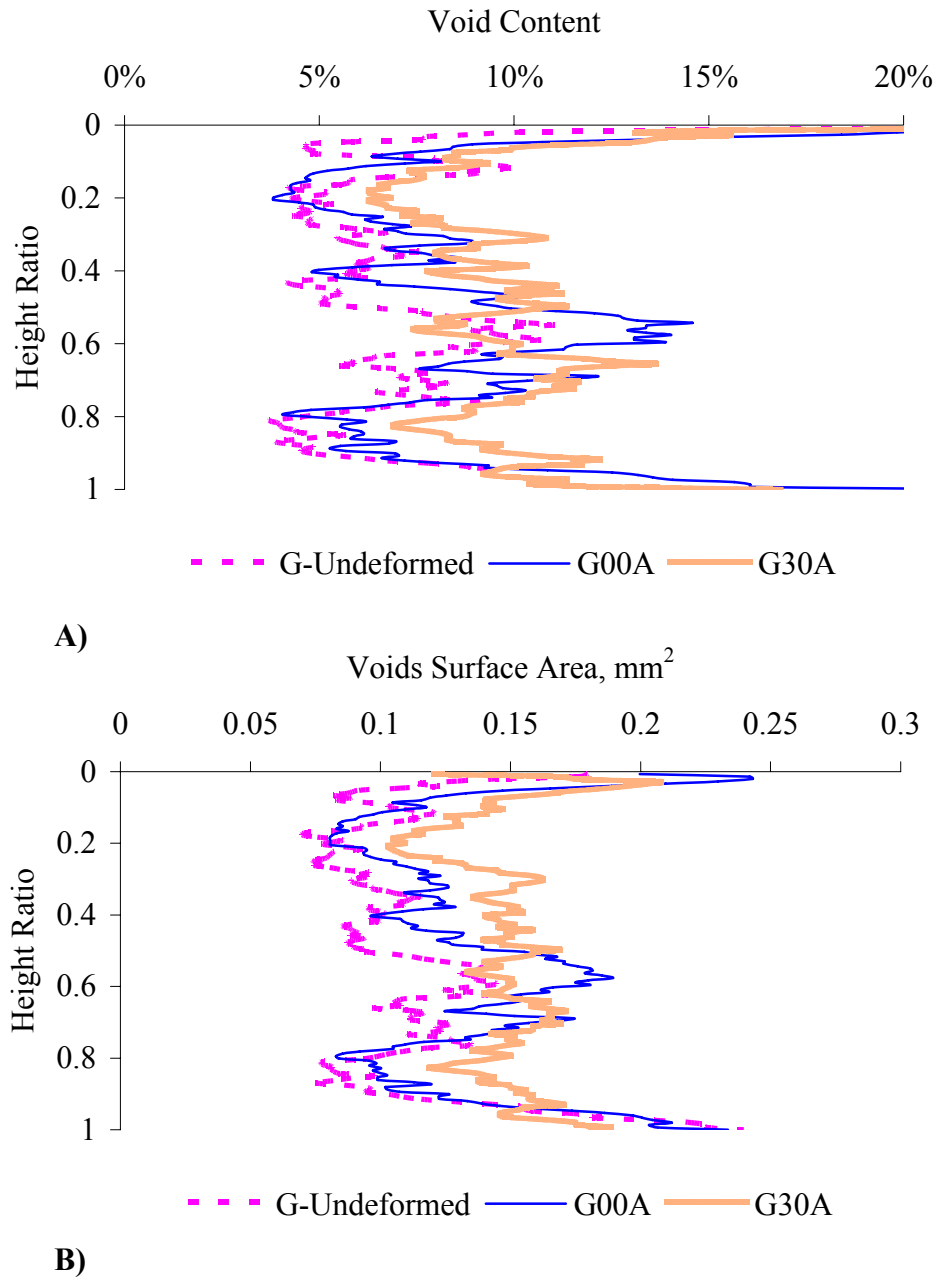 Void Content
0% 5% 10% 15% 20%
0
0.2
0.4
0.6
0.8
1
Height Ratio
G-Undeformed G00A G30A
A)
Voids Surface Area, mm²
0 0.05 0.1 0.15 0.2 0.25 0.3
0
0.2
0.4
0.6
0.8
1
Height Ratio
G-Undeformed G00A G30A
B)